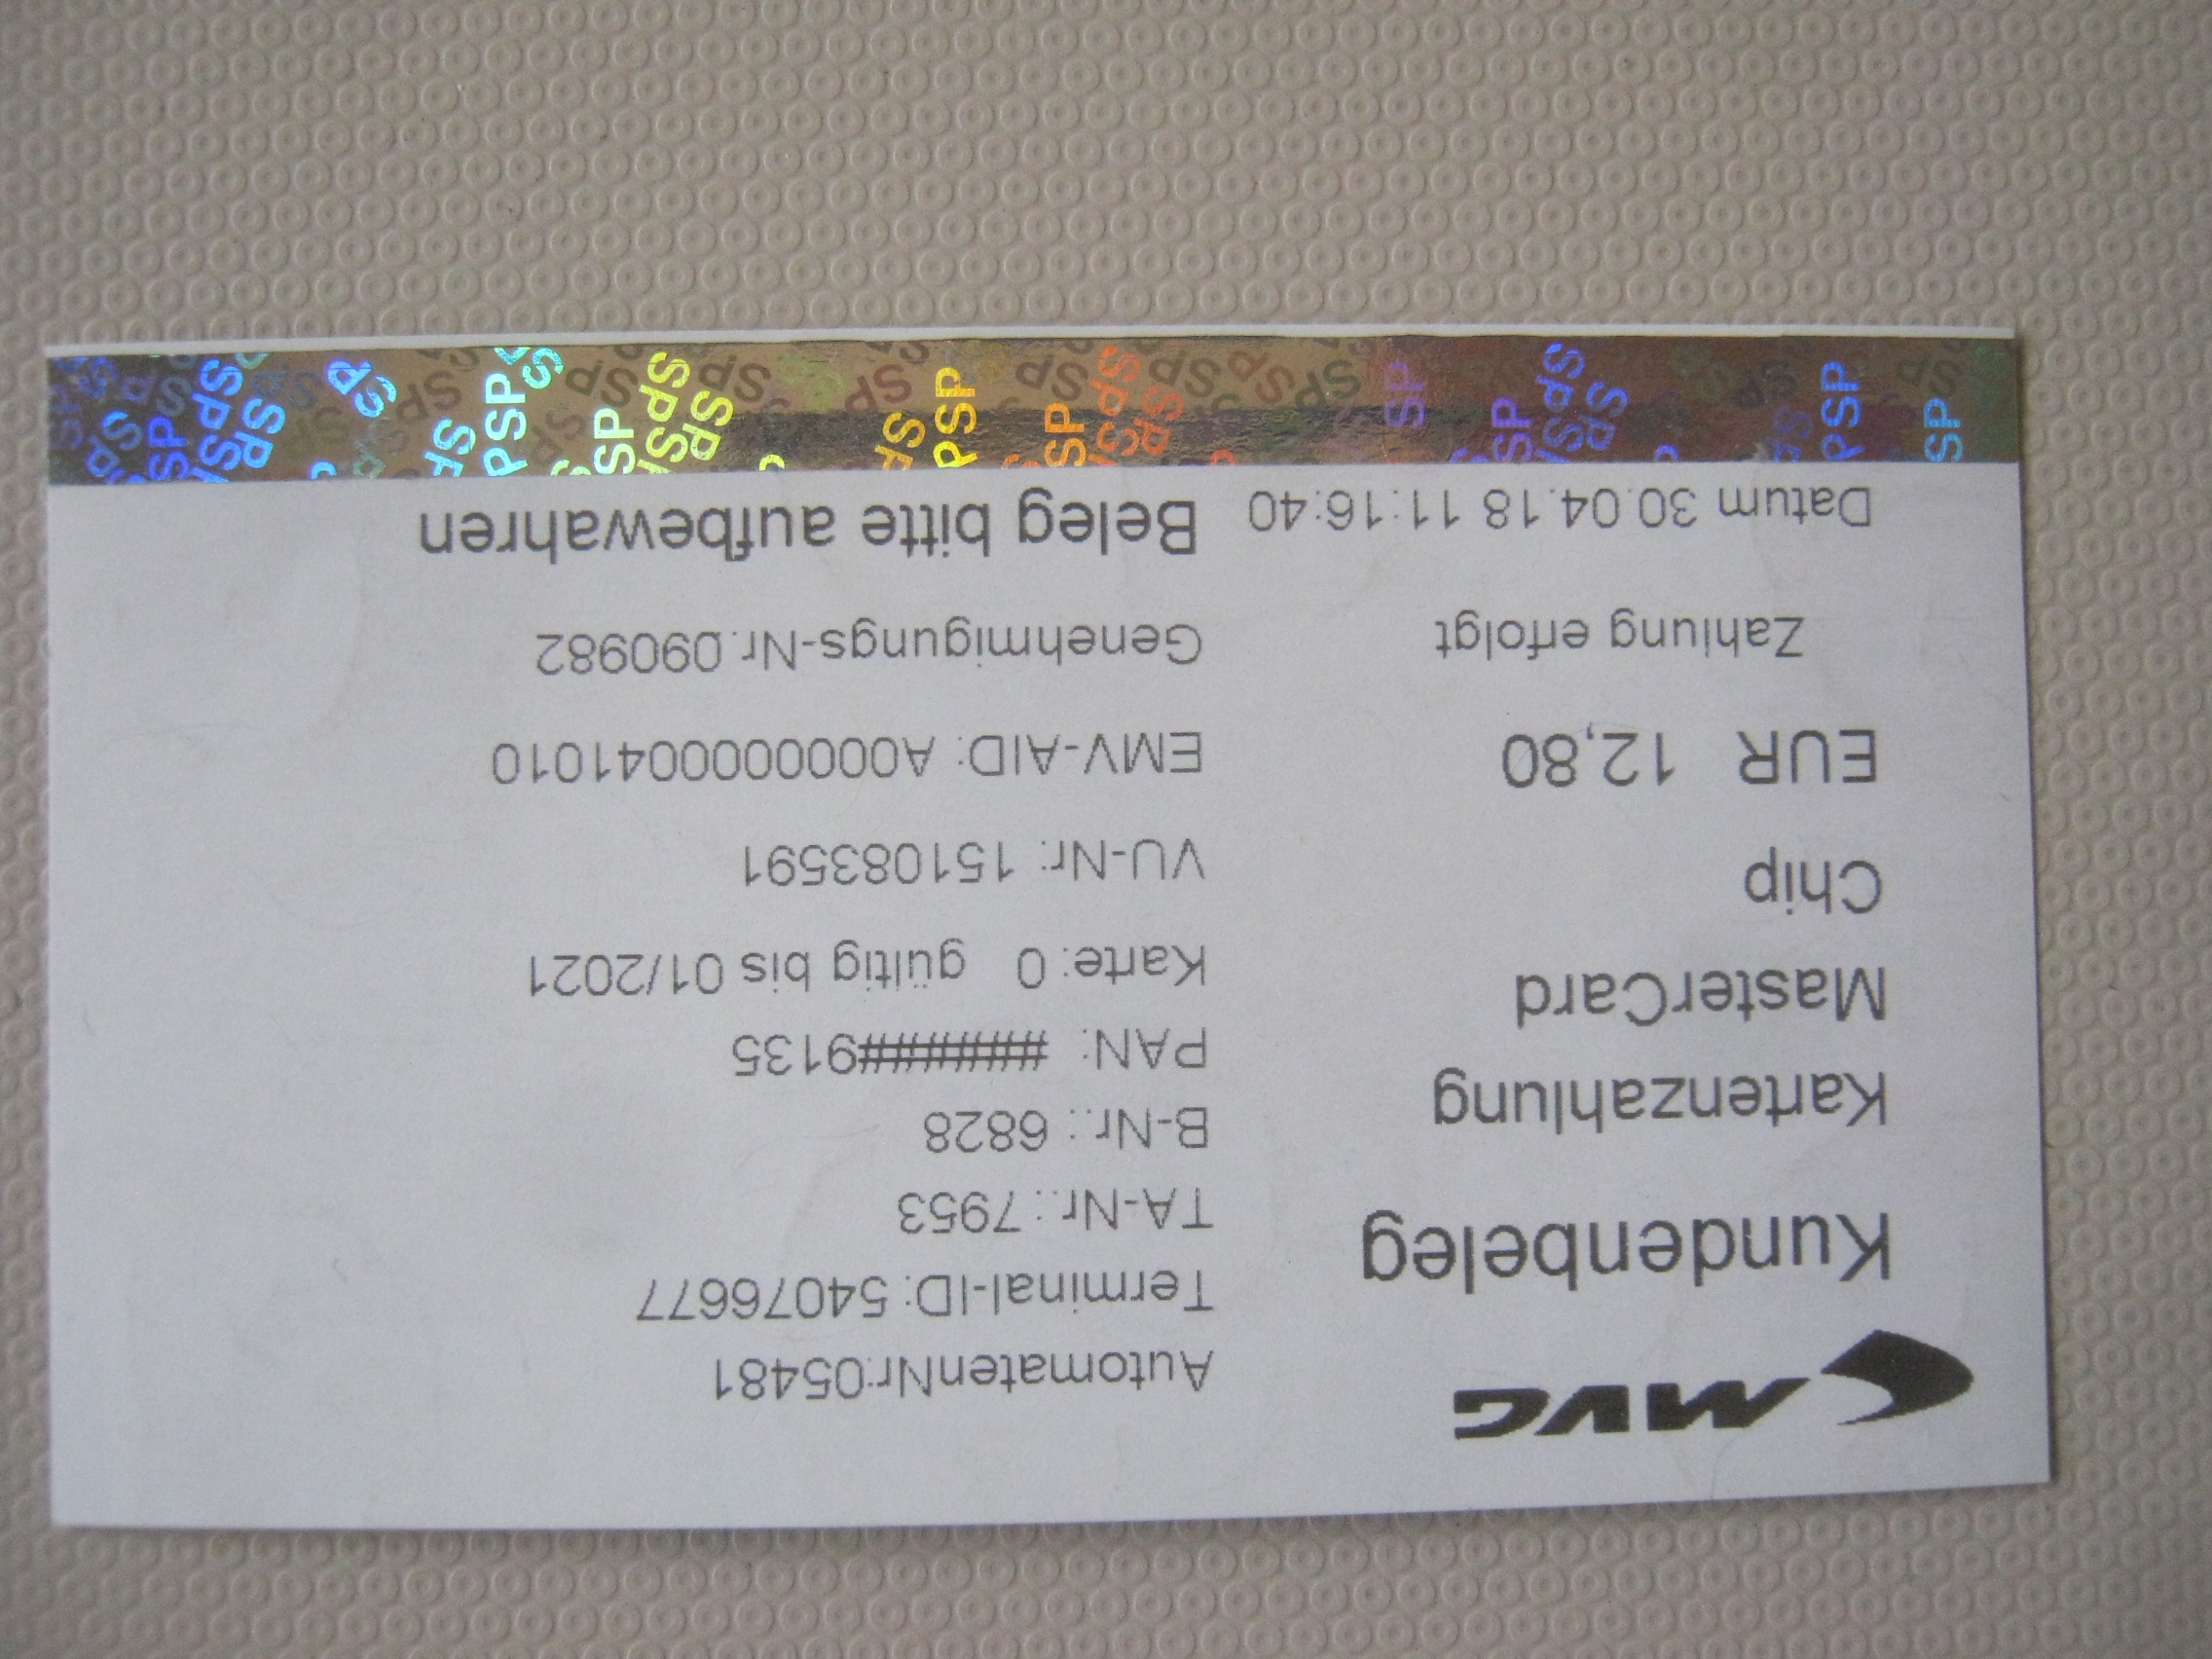 MVG
Kundenbeleg
Kartenzahlung
MasterCard
Chip
EUR 12,80
Zahlung erfolgt
Datum 30.04.18 11:16:40
AutomatenNr:05481
Terminal-ID: 54076677
TA-Nr.: 7953
B-Nr.: 6828
PAN: ########9135
Karte: 0 gültig bis 01/2021
VU-Nr: 151083591
EMV-AID: A0000000041010
Genehmigungs-Nr.090982
Beleg bitte aufbewahren